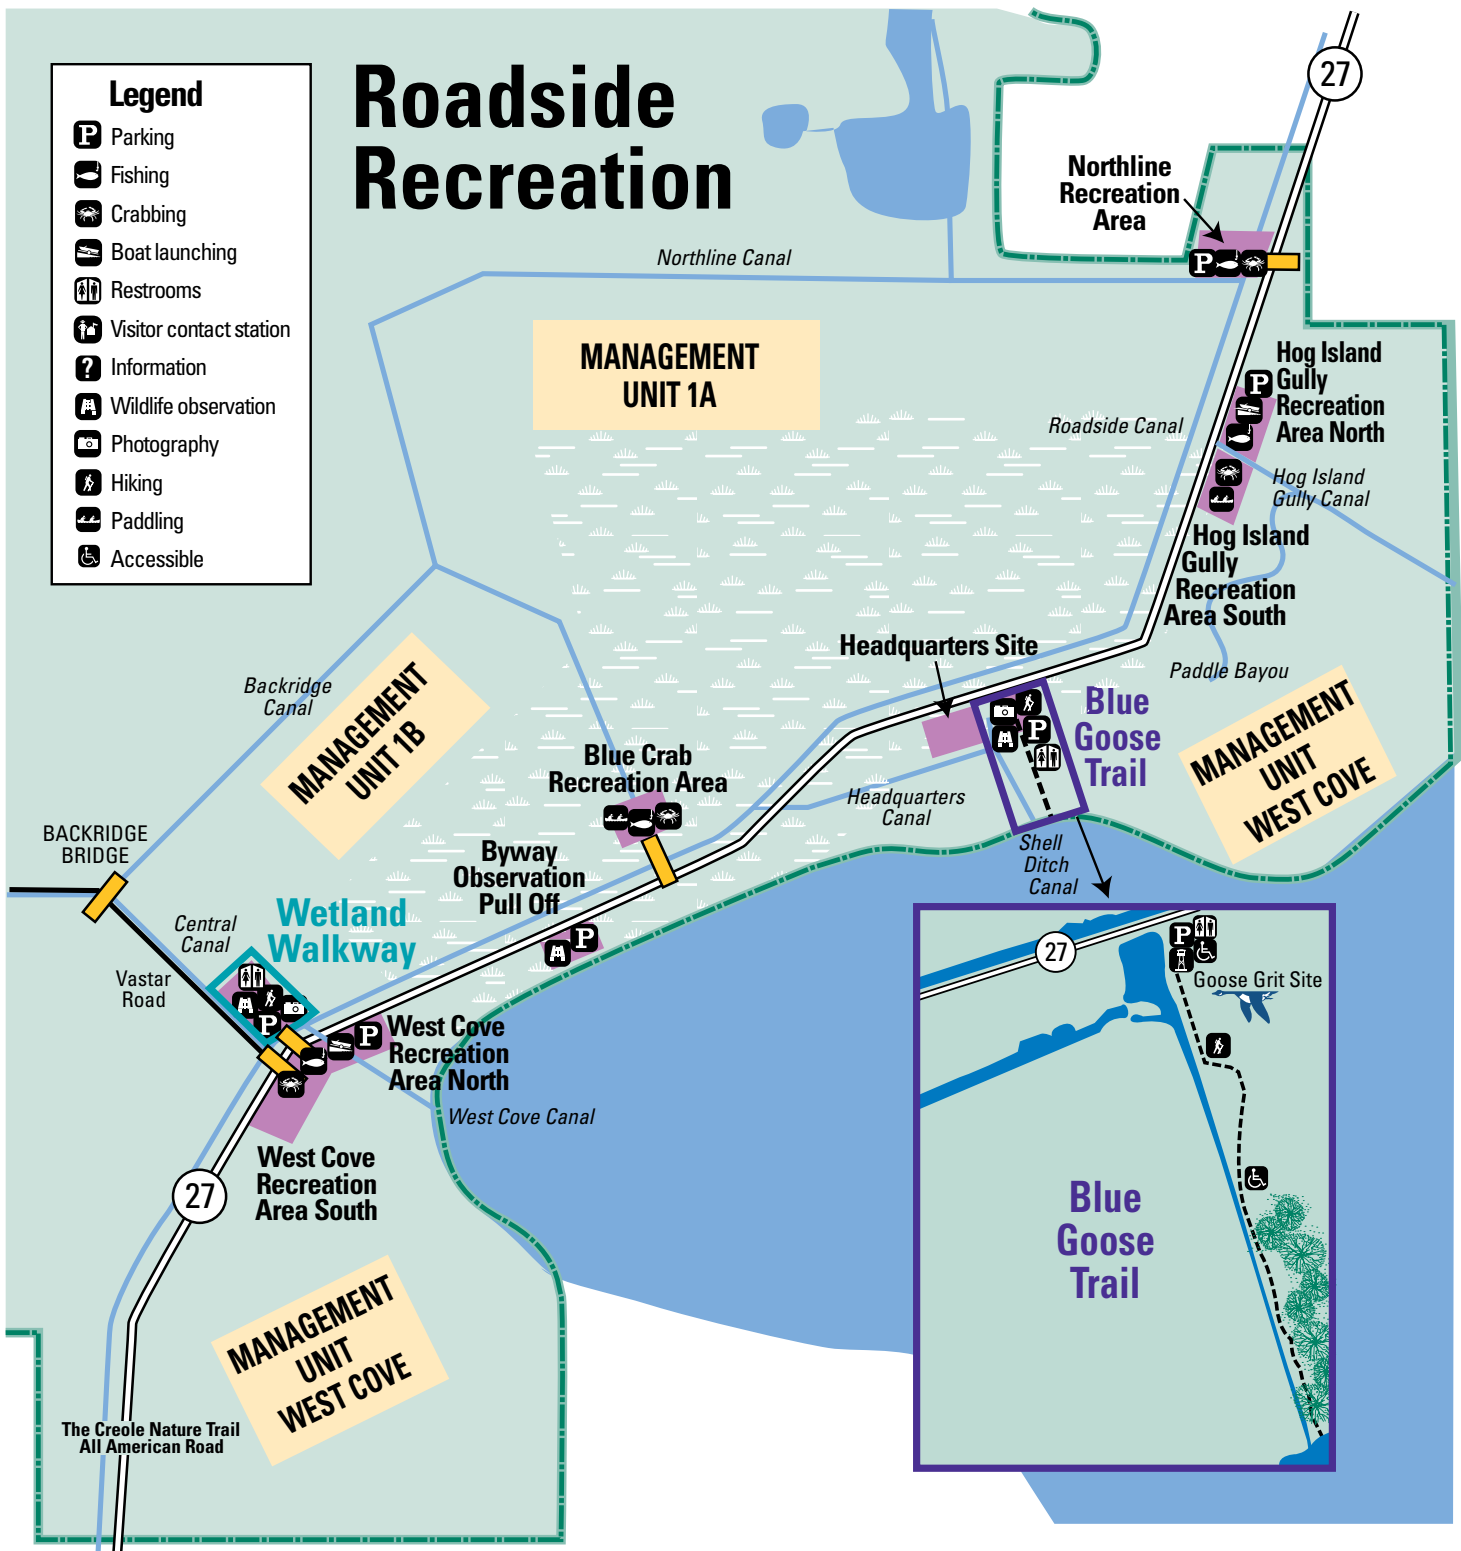 Roadside
Recreation
Legend
P Parking
Fishing
Crabbing
Boat launching
Restrooms
Visitor contact station
? Information
Wildlife observation
Photography
Hiking
Paddling
Accessible
27
Northline
Recreation
Area
P
Northline Canal
MANAGEMENT
UNIT 1A
Hog Island
Gully
Recreation
Area North
P
Roadside Canal
Hog Island
Gully Canal
Hog Island
Gully
Recreation
Area South
Paddle Bayou
Headquarters Site
Backridge
Canal
MANAGEMENT
UNIT 1B
Blue
Goose
Trail
P
MANAGEMENT
UNIT
WEST COVE
Blue Crab
Recreation Area
Headquarters
Canal
BACKRIDGE
BRIDGE
Byway
Observation
Pull Off
P
Shell
Ditch
Canal
Central
Canal
Wetland
Walkway
Vastar
Road
P
P
West Cove
Recreation
Area North
West Cove Canal
West Cove
Recreation
Area South
27
MANAGEMENT
UNIT
WEST COVE
The Creole Nature Trail
All American Road
27
P
Goose Grit Site
Blue
Goose
Trail